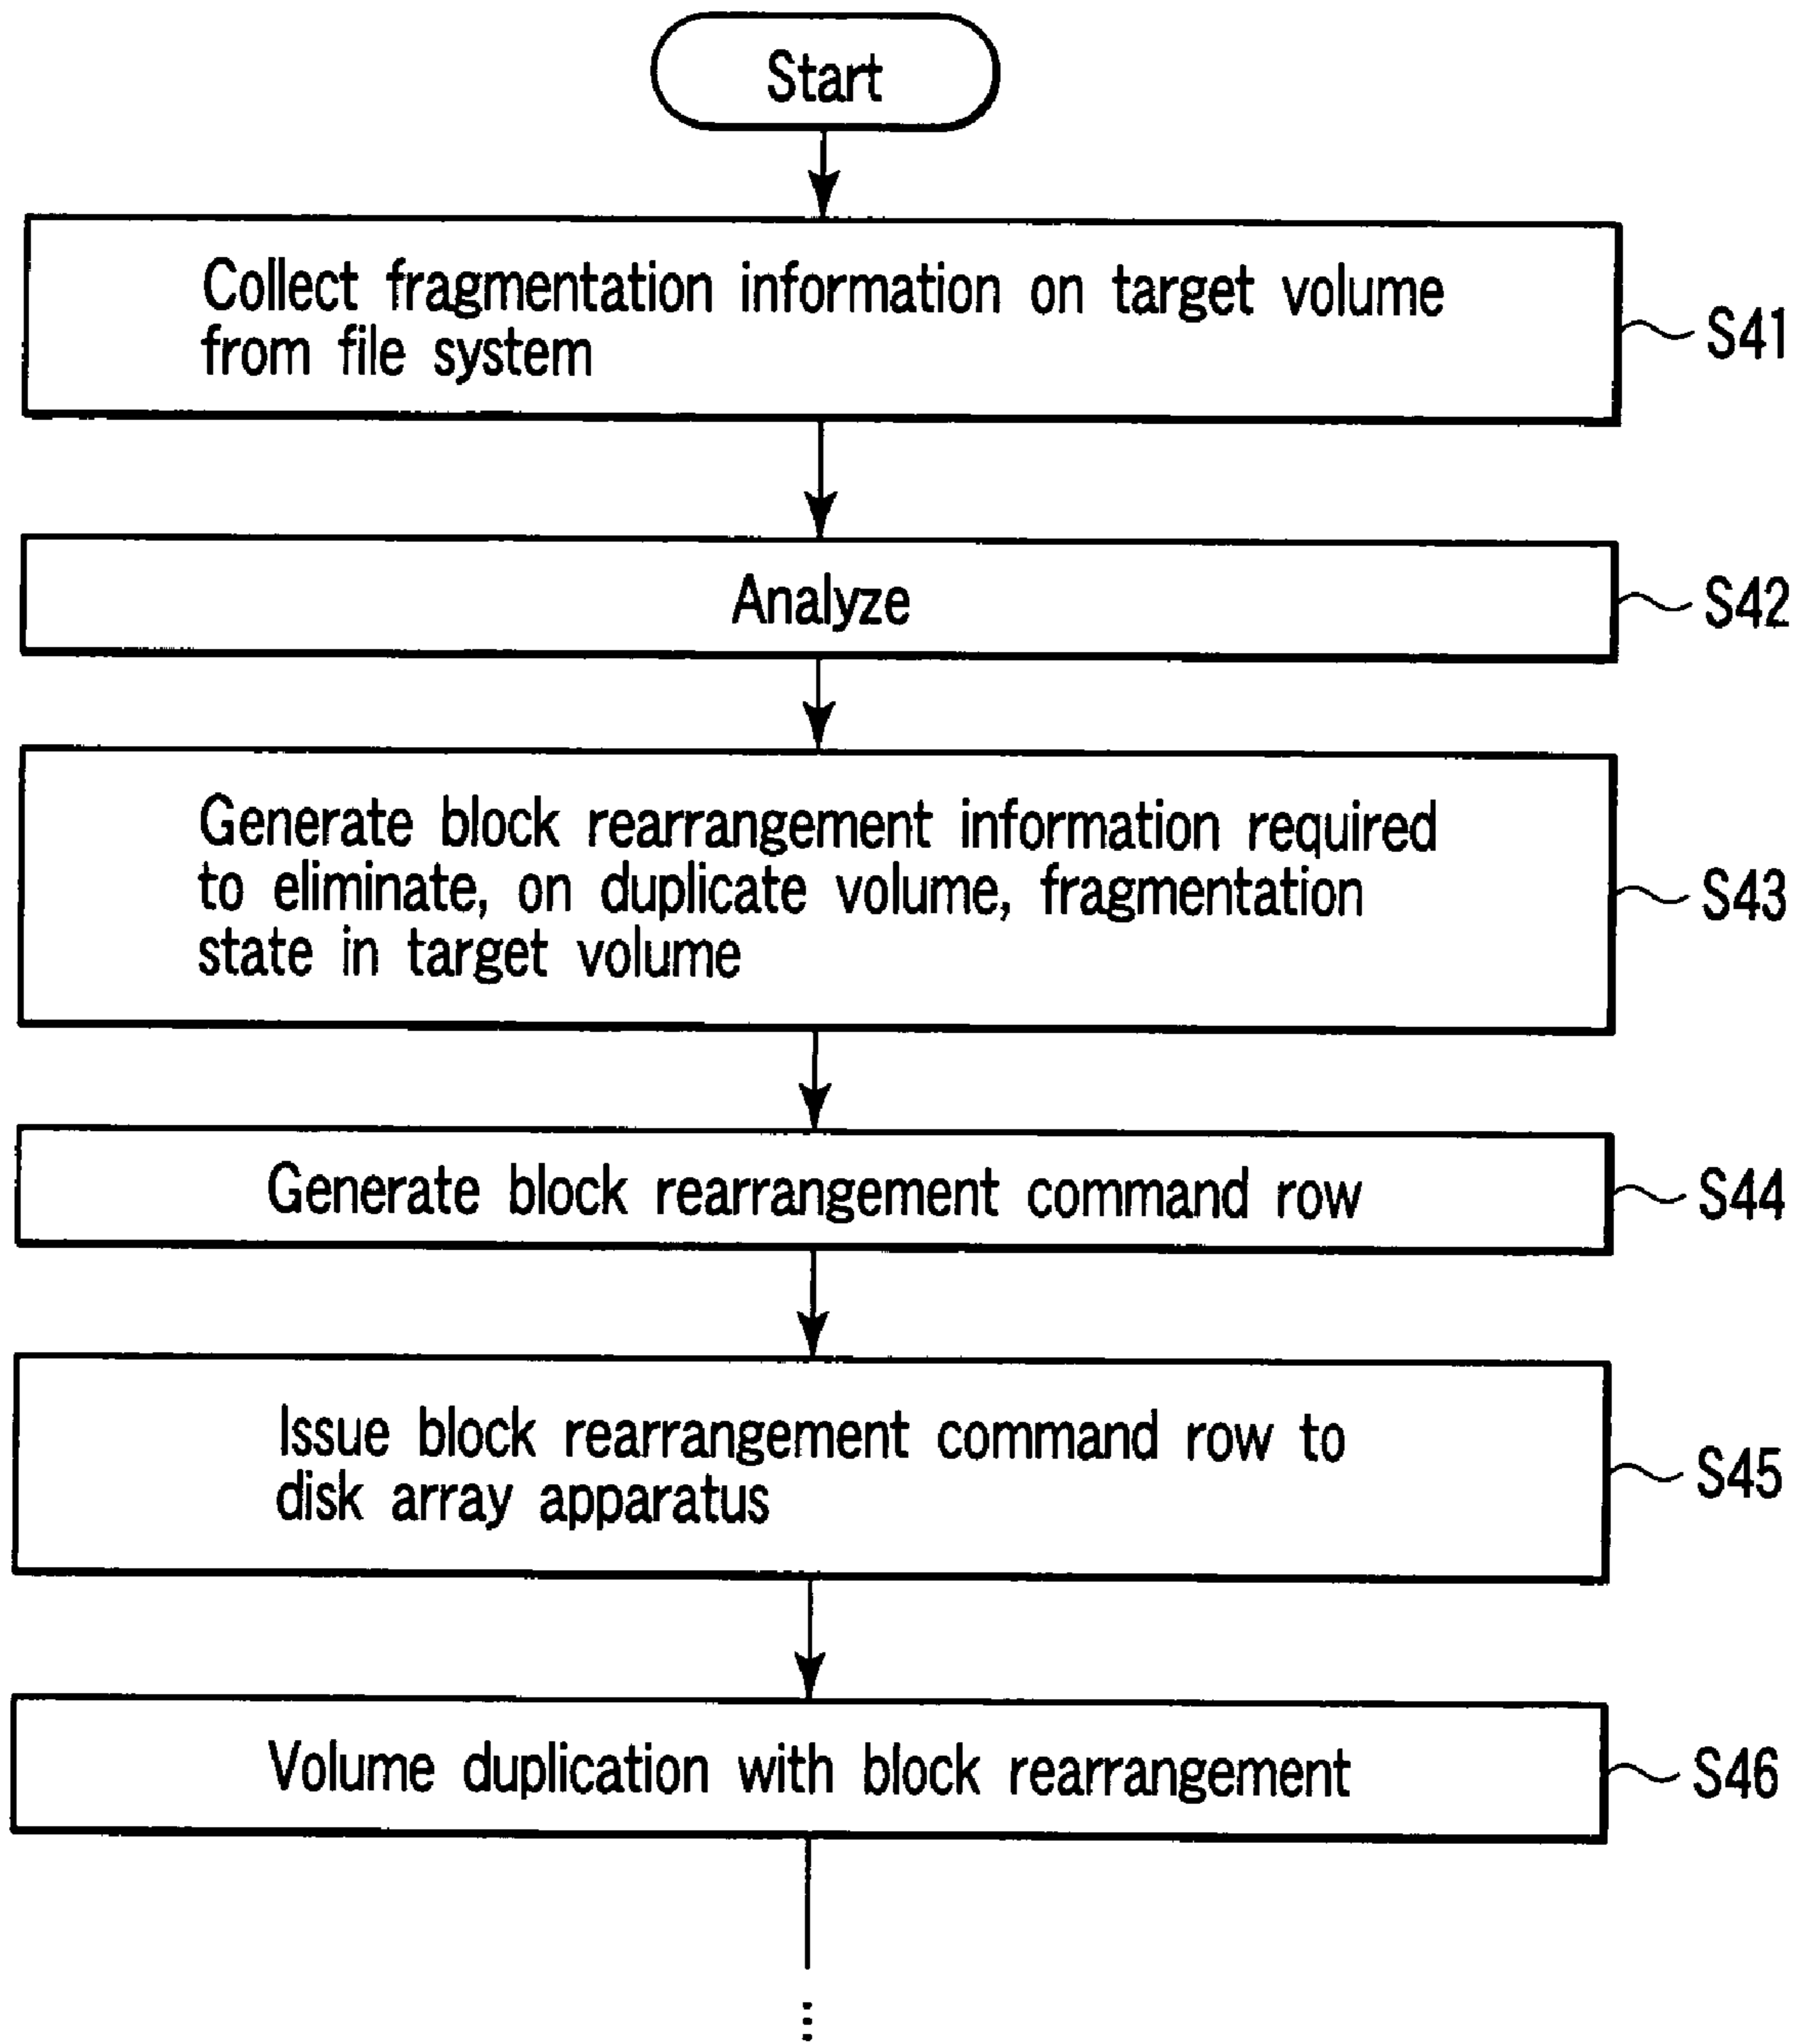 Start
Collect fragmentation information on target volume
from file system
S41
Analyze
S42
Generate block rearrangement information required
to eliminate, on duplicate volume, fragmentation
state in target volume
S43
Generate block rearrangement command row
S44
Issue block rearrangement command row to
disk array apparatus
S45
Volume duplication with block rearrangement
S46
⋮